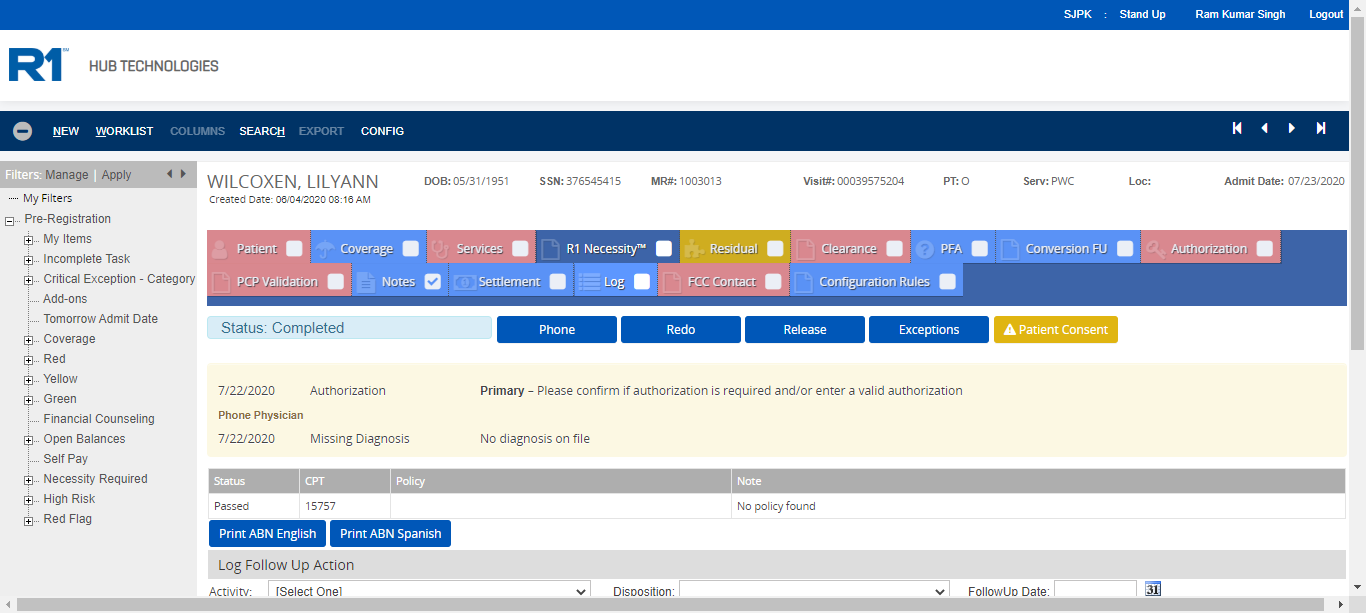 SJPK : Stand Up Ram Kumar Singh Logout
R1™ HUB TECHNOLOGIES
NEW WORKLIST COLUMNS SEARCH EXPORT CONFIG
Filters: Manage | Apply
My Filters
Pre-Registration
My Items
Incomplete Task
Critical Exception - Category
Add-ons
Tomorrow Admit Date
Coverage
Red
Yellow
Green
Financial Counseling
Open Balances
Self Pay
Necessity Required
High Risk
Red Flag
WILCOXEN, LILYANN DOB: 05/31/1951 SSN: 376545415 MR#: 1003013 Visit#: 00039575204 PT: O Serv: PWC Loc: Admit Date: 07/23/2020
Created Date: 06/04/2020 08:16 AM
Patient Coverage Services R1 Necessity™ Residual Clearance PFA Conversion FU Authorization
PCP Validation Notes Settlement Log FCC Contact Configuration Rules
Status: Completed Phone Redo Release Exceptions Patient Consent
7/22/2020 Authorization Primary – Please confirm if authorization is required and/or enter a valid authorization
Phone Physician
7/22/2020 Missing Diagnosis No diagnosis on file
Status CPT Policy Note
Passed 15757 No policy found
Print ABN English Print ABN Spanish
Log Follow Up Action
Activity: [Select One] Disposition: FollowUp Date: 31